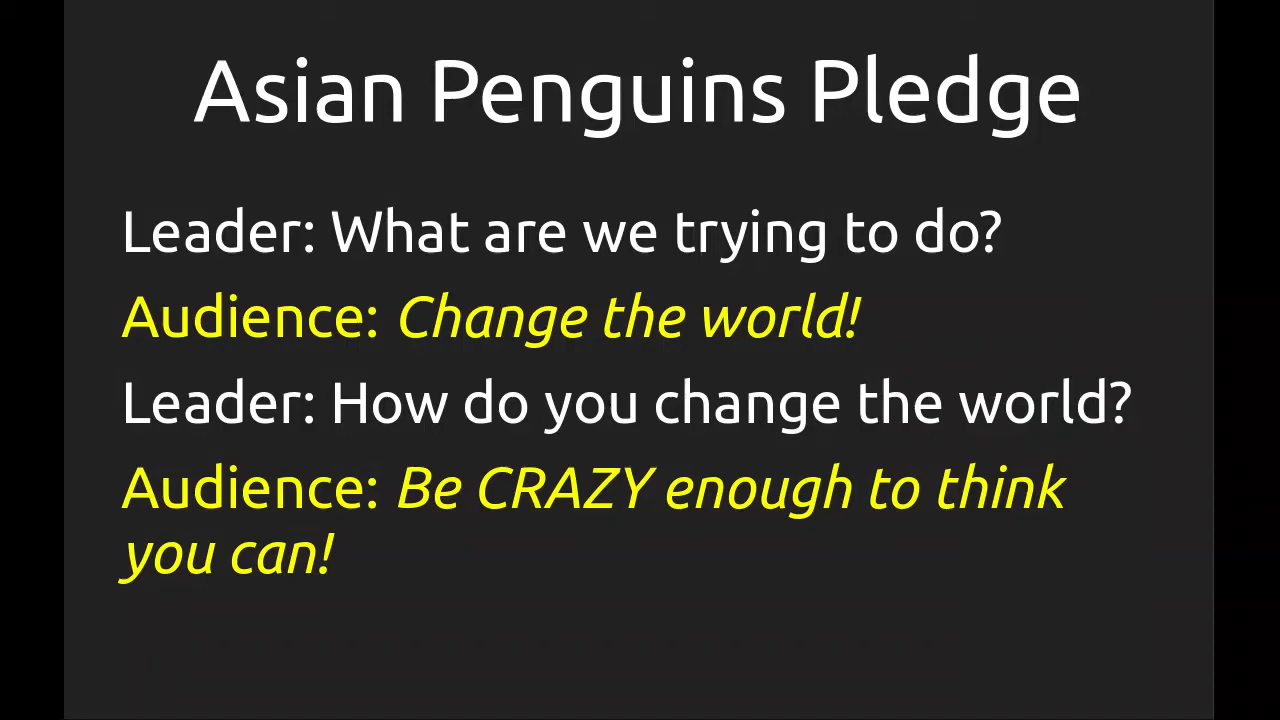 Asian Penguins Pledge
Leader: What are we trying to do?
Audience: Change the world!
Leader: How do you change the world?
Audience: Be CRAZY enough to think
you can!